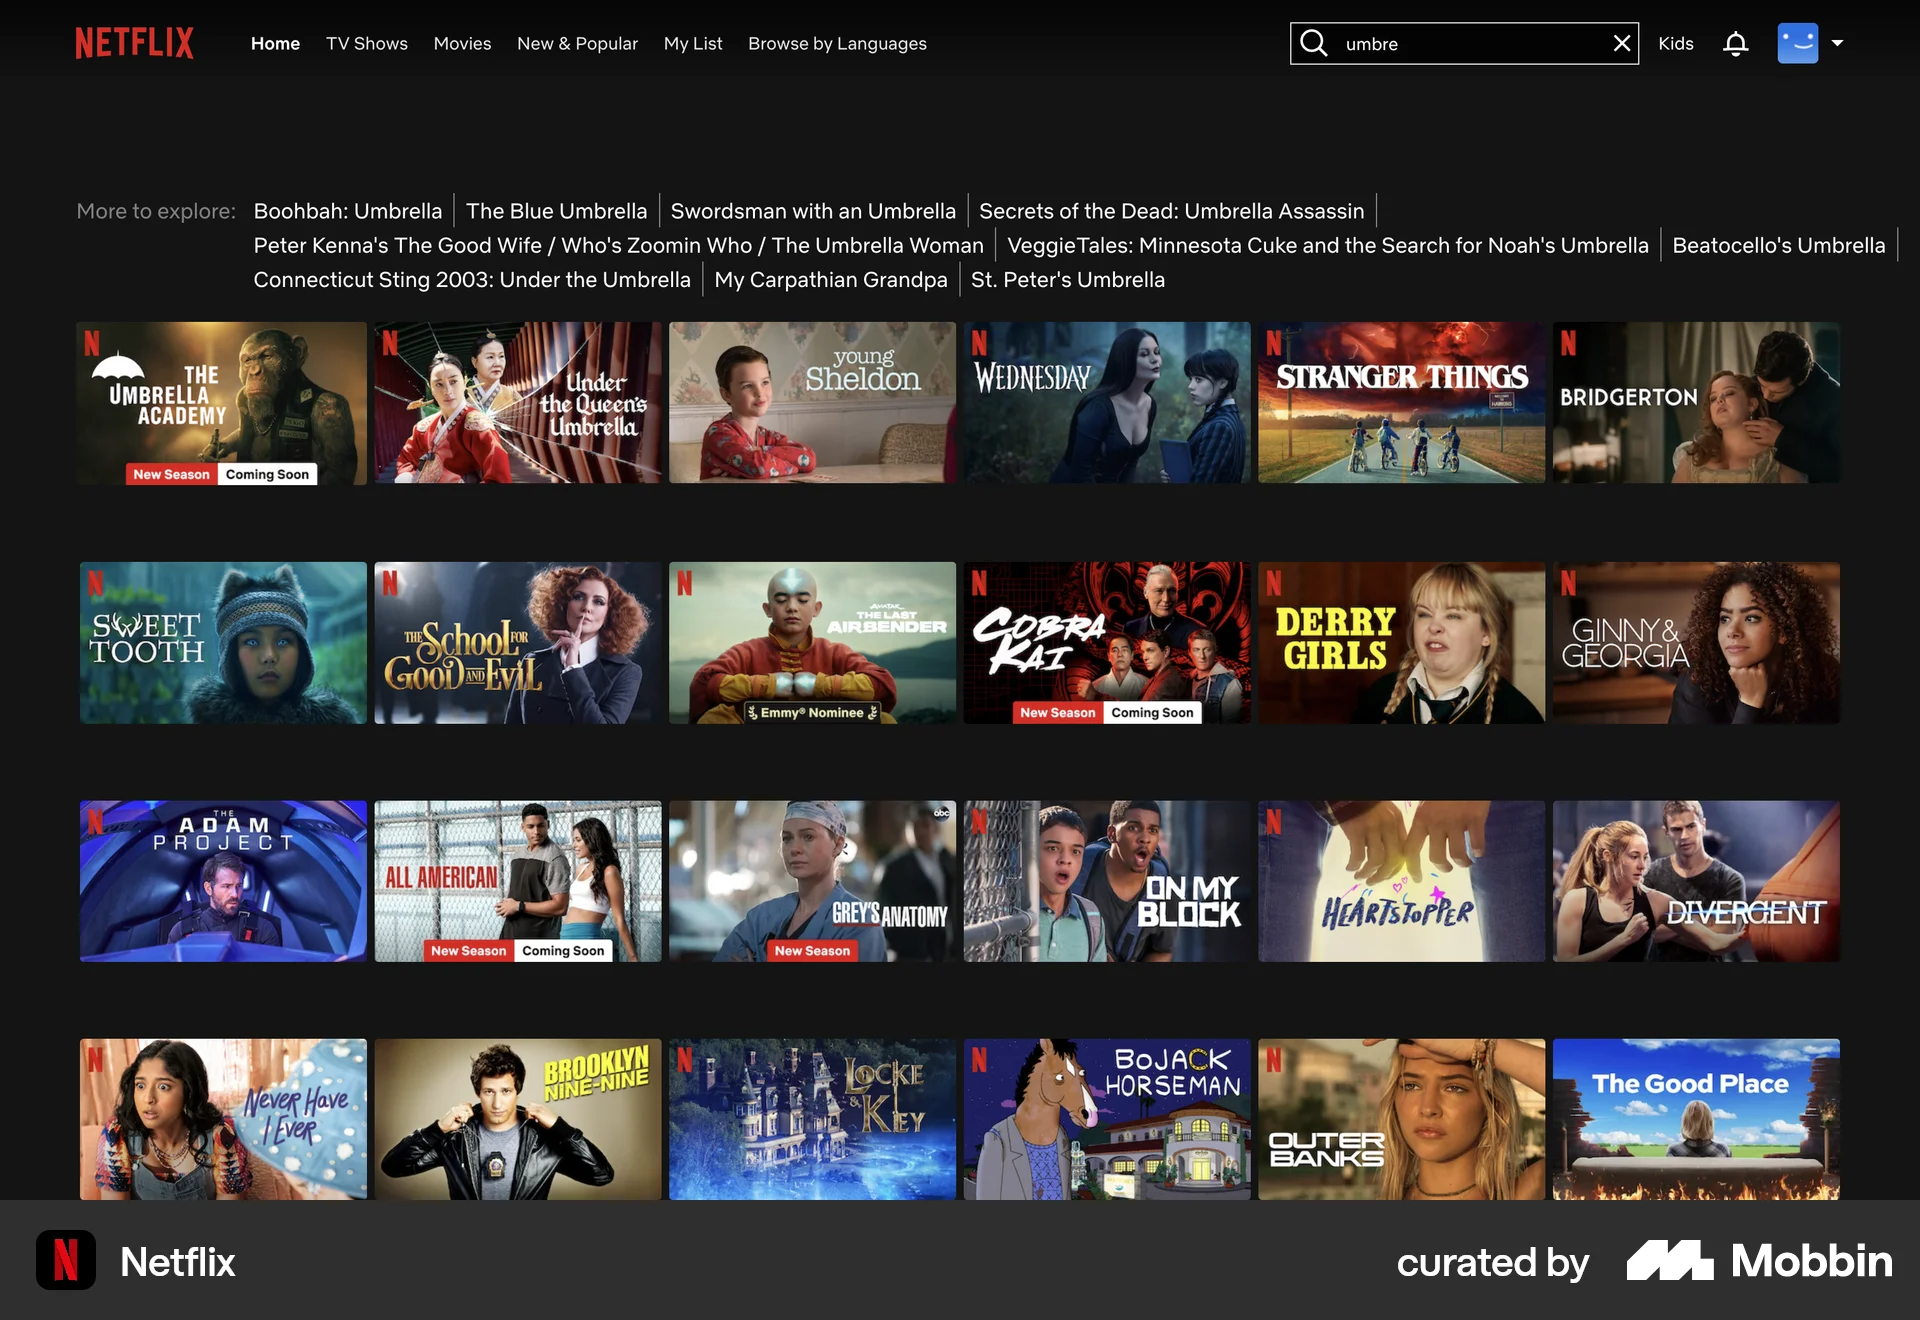 NETFLIX Home TV Shows Movies New & Popular My List Browse by Languages umbre Kids
More to explore: Boohbah: Umbrella The Blue Umbrella Swordsman with an Umbrella Secrets of the Dead: Umbrella Assassin
Peter Kenna's The Good Wife / Who's Zoomin Who / The Umbrella Woman VeggieTales: Minnesota Cuke and the Search for Noah's Umbrella Beatocello's Umbrella
Connecticut Sting 2003: Under the Umbrella My Carpathian Grandpa St. Peter's Umbrella
N
THE
UMBRELLA
ACADEMY
New Season Coming Soon
N
Under
the Queen's
Umbrella
young
Sheldon
N
WEDNESDAY
N
STRANGER THINGS
N
BRIDGERTON
N
SWEET
TOOTH
N
THE SCHOOL FOR
GOOD AND EVIL
N
AVATAR
THE LAST
AIRBENDER
Emmy® Nominee
N
COBRA
KAI
New Season Coming Soon
N
DERRY
GIRLS
N
GINNY &
GEORGIA
N
THE
ADAM
PROJECT
ALL AMERICAN
New Season Coming Soon
abc
GREY'S ANATOMY
New Season
N
ON MY
BLOCK
N
HEARTSTOPPER
DIVERGENT
N
Never Have
I Ever
BROOKLYN
NINE-NINE
N
LOCKE
& KEY
N
BOJACK
HORSEMAN
N
OUTER
BANKS
The Good Place
N Netflix curated by Mobbin